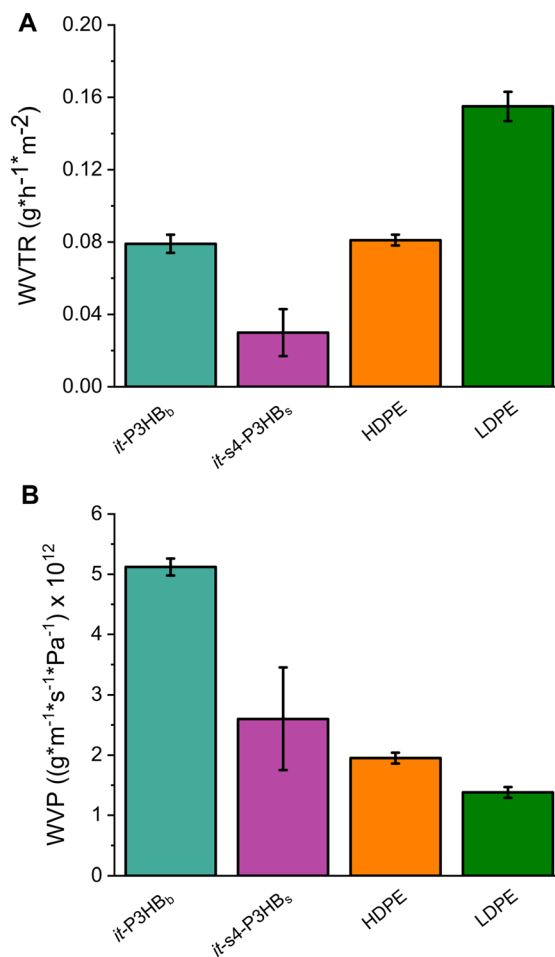 A
WVTR (g*h-1*m-2)
0.20
0.16
0.12
0.08
0.04
0.00
it-P3HBb
it-s4-P3HBs
HDPE
LDPE
B
WVP ((g*m-1*s-1*Pa-1) x 1012
6
5
4
3
2
1
0
it-P3HBb
it-s4-P3HBs
HDPE
LDPE